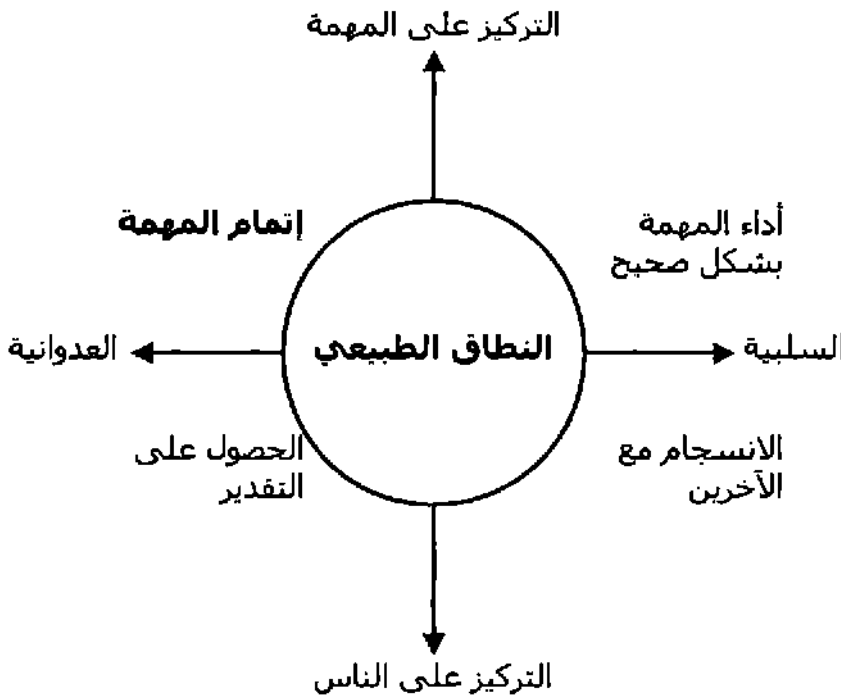 التركيز على المهمة
إتمام المهمة
أداء المهمة
بشكل صحيح
العدوانية
النطاق الطبيعي
السلبية
الحصول على
التقدير
الانسجام مع
الآخرين
التركيز على الناس